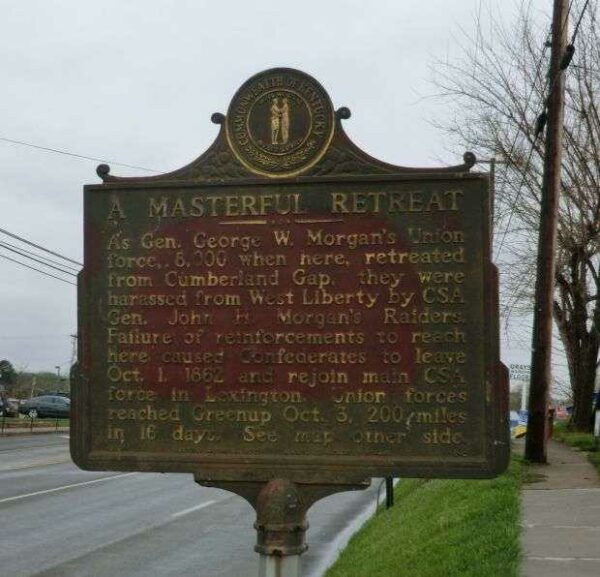 COMMONWEALTH OF KENTUCKY
A MASTERFUL RETREAT
As Gen. George W. Morgan's Union
force, 8,000 when here, retreated
from Cumberland Gap, they were
harassed from West Liberty by CSA
Gen. John H. Morgan's Raiders.
Failure of reinforcements to reach
here caused Confederates to leave
Oct. 1, 1862 and rejoin main CSA
force in Lexington. Union forces
reached Greenup Oct. 3, 200 miles
in 16 days. See map other side.